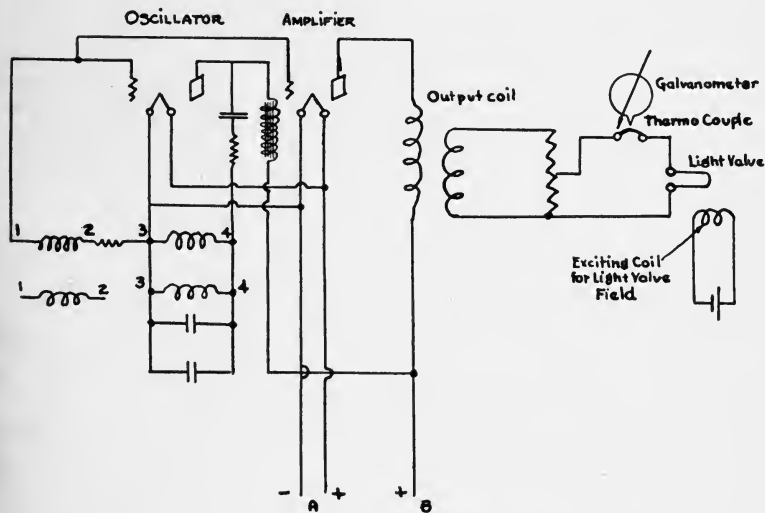 OSCILLATOR
AMPLIFIER
Output coil
Galvanometer
Thermo Couple
Light Valve
1 2 3 4
3 4
1 2
Exciting Coil
for Light Valve
Field
- A + + B